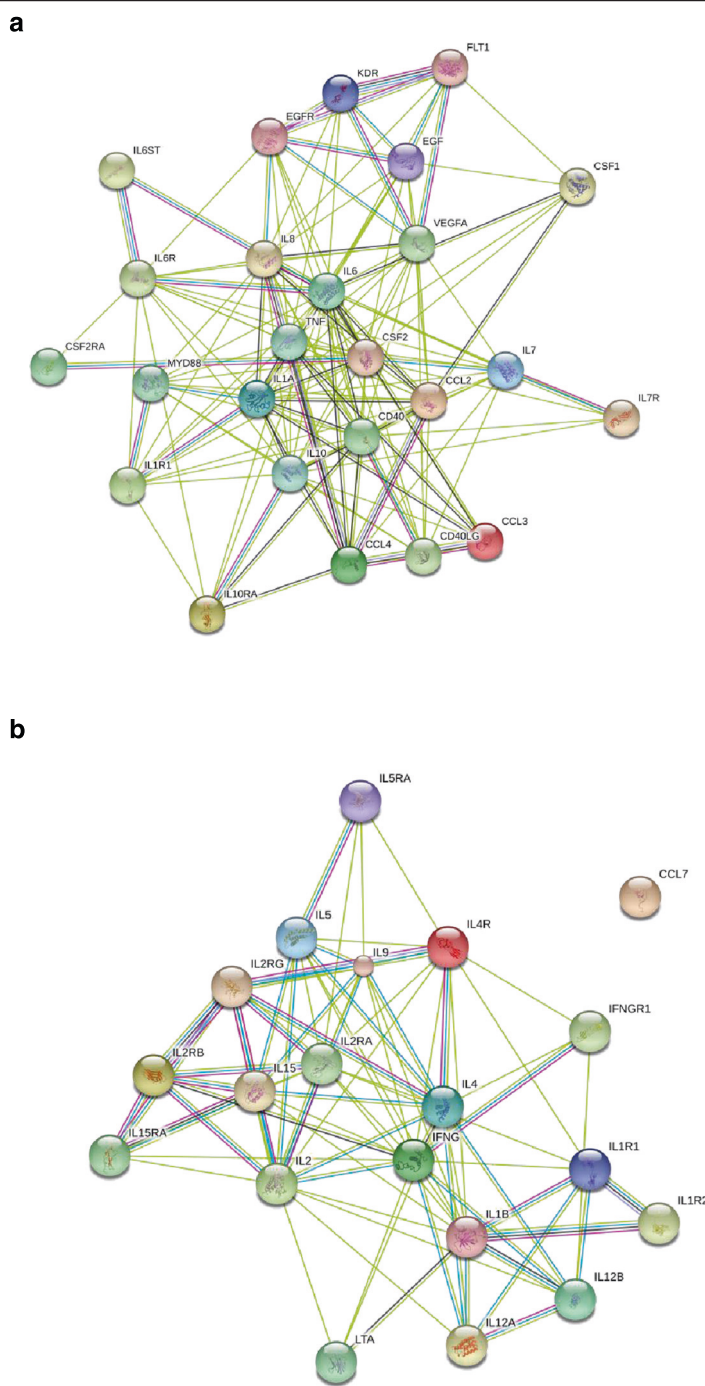 a
FLT1
KDR
EGFR
EGF
IL6ST
CSF1
VEGFA
IL8
IL6R
IL6
TNF
CSF2
CSF2RA
MYD88
IL7
IL1A
CCL2
IL7R
CD40
IL10
IL1R1
CCL3
CCL4
CD40LG
IL10RA
b
IL5RA
CCL7
IL5
IL4R
IL9
IL2RG
IFNGR1
IL2RA
IL2RB
IL15
IL4
IL15RA
IFNG
IL2
IL1R1
IL1R2
IL1B
IL12B
LTA
IL12A